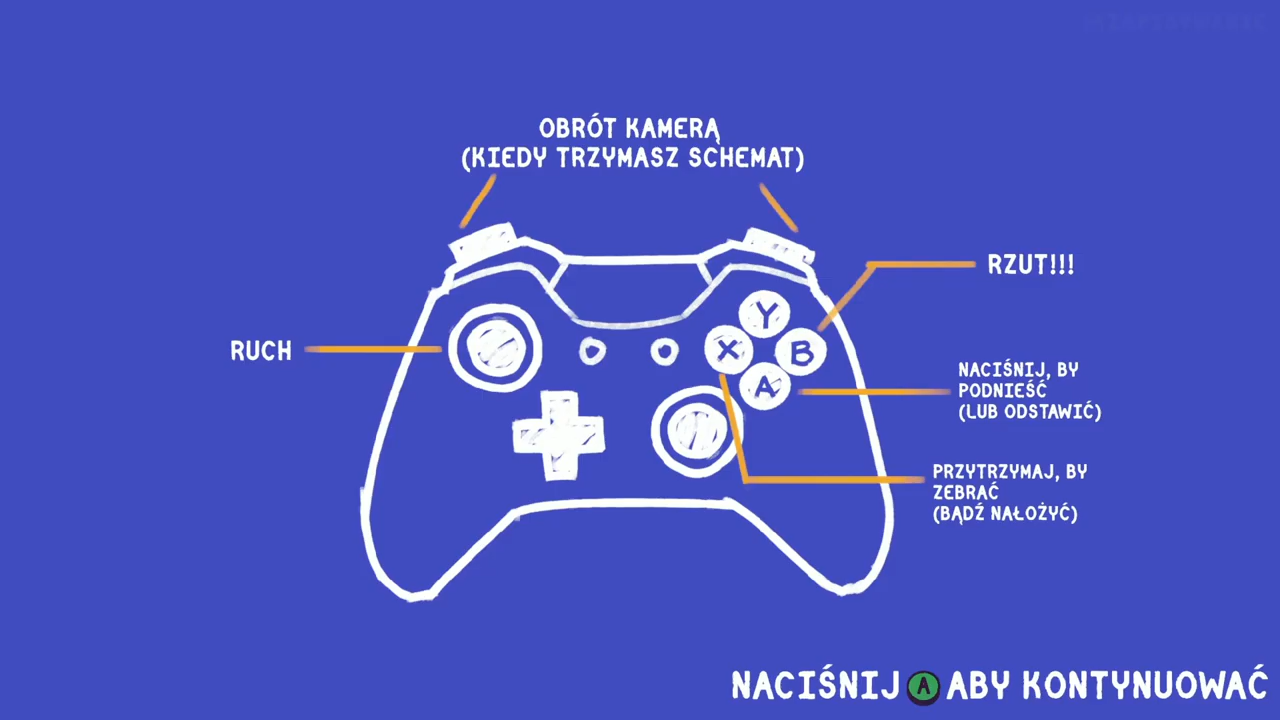 OBRÓT KAMERĄ
(KIEDY TRZYMASZ SCHEMAT)
RZUT!!!
RUCH
Y
X
B
A
NACIŚNIJ, BY
PODNIEŚĆ
(LUB ODSTAWIĆ)
PRZYTRZYMAJ, BY
ZEBRAĆ
(BĄDŹ NAŁOŻYĆ)
NACIŚNIJ A ABY KONTYNUOWAĆ